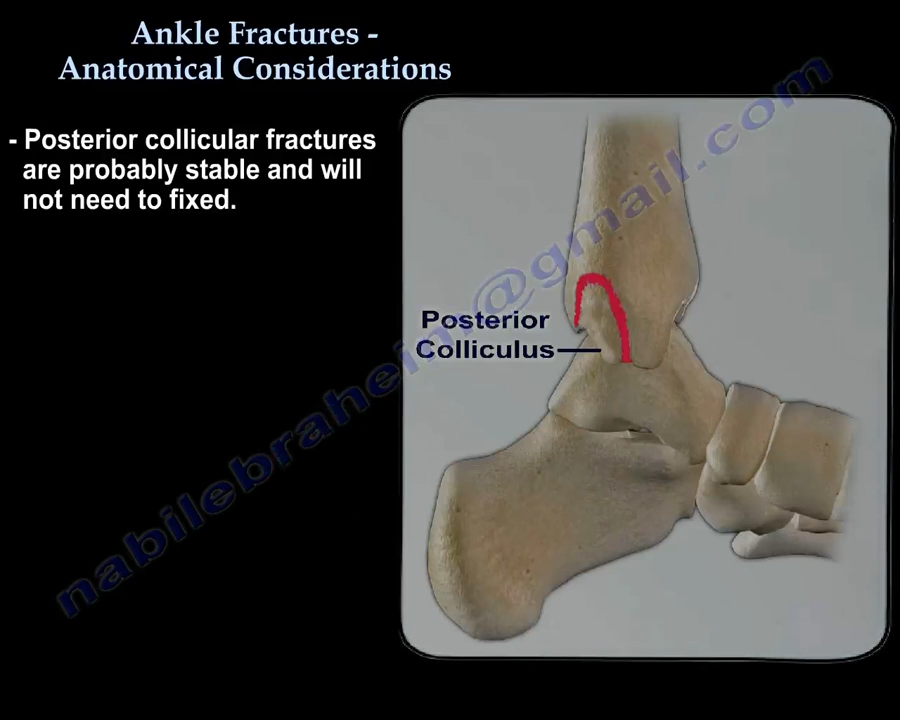 Ankle Fractures -
Anatomical Considerations
- Posterior collicular fractures
are probably stable and will
not need to fixed.
Posterior
Colliculus
nabilebraheim@gmail.com